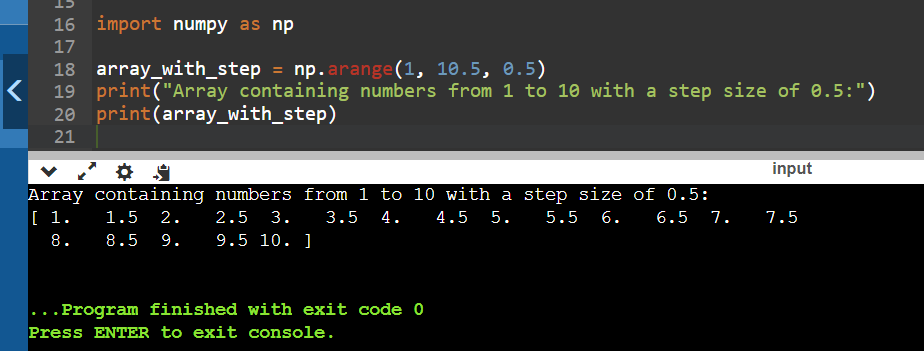 15
16 import numpy as np
17
18 array_with_step = np.arange(1, 10.5, 0.5)
19 print("Array containing numbers from 1 to 10 with a step size of 0.5:")
20 print(array_with_step)
21
input
Array containing numbers from 1 to 10 with a step size of 0.5:
[ 1.   1.5  2.   2.5  3.   3.5  4.   4.5  5.   5.5  6.   6.5  7.   7.5
  8.   8.5  9.   9.5 10. ]
...Program finished with exit code 0
Press ENTER to exit console.